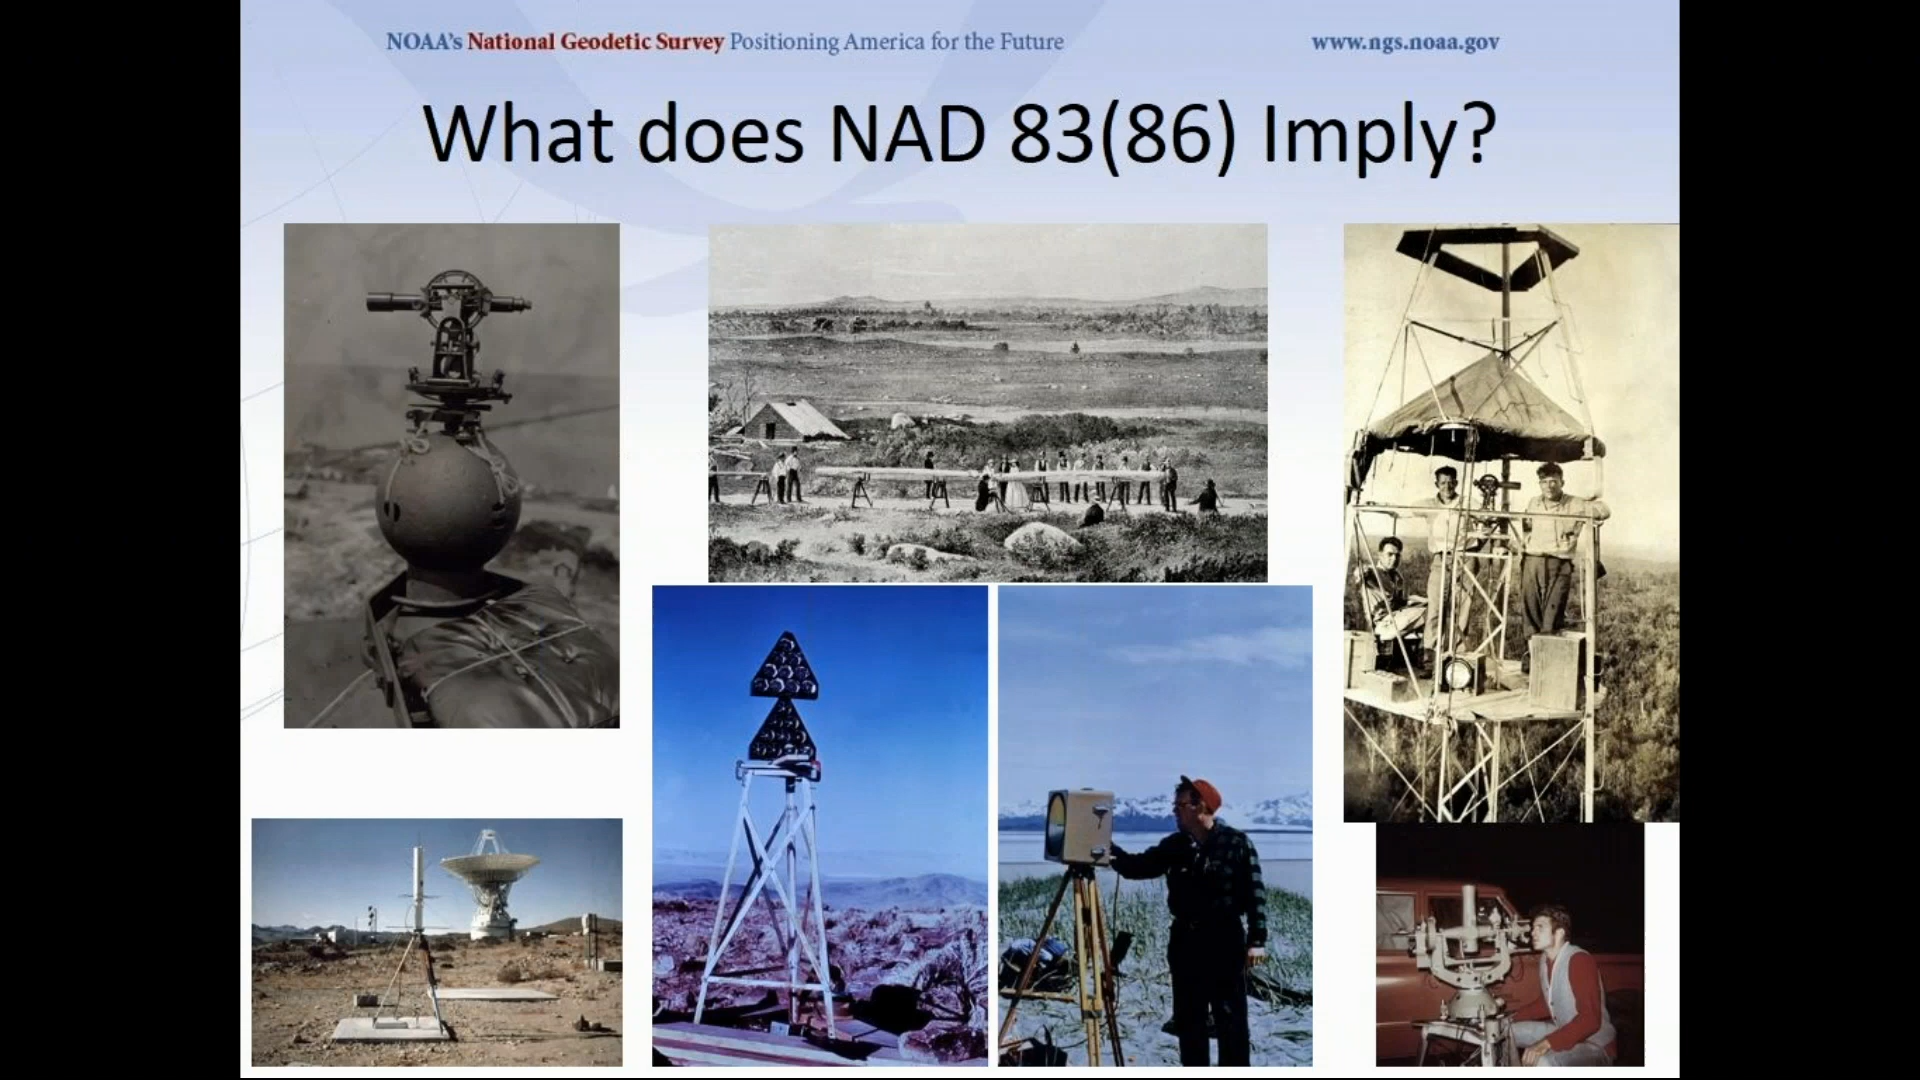 NOAA's National Geodetic Survey Positioning America for the Future
www.ngs.noaa.gov
What does NAD 83(86) Imply?